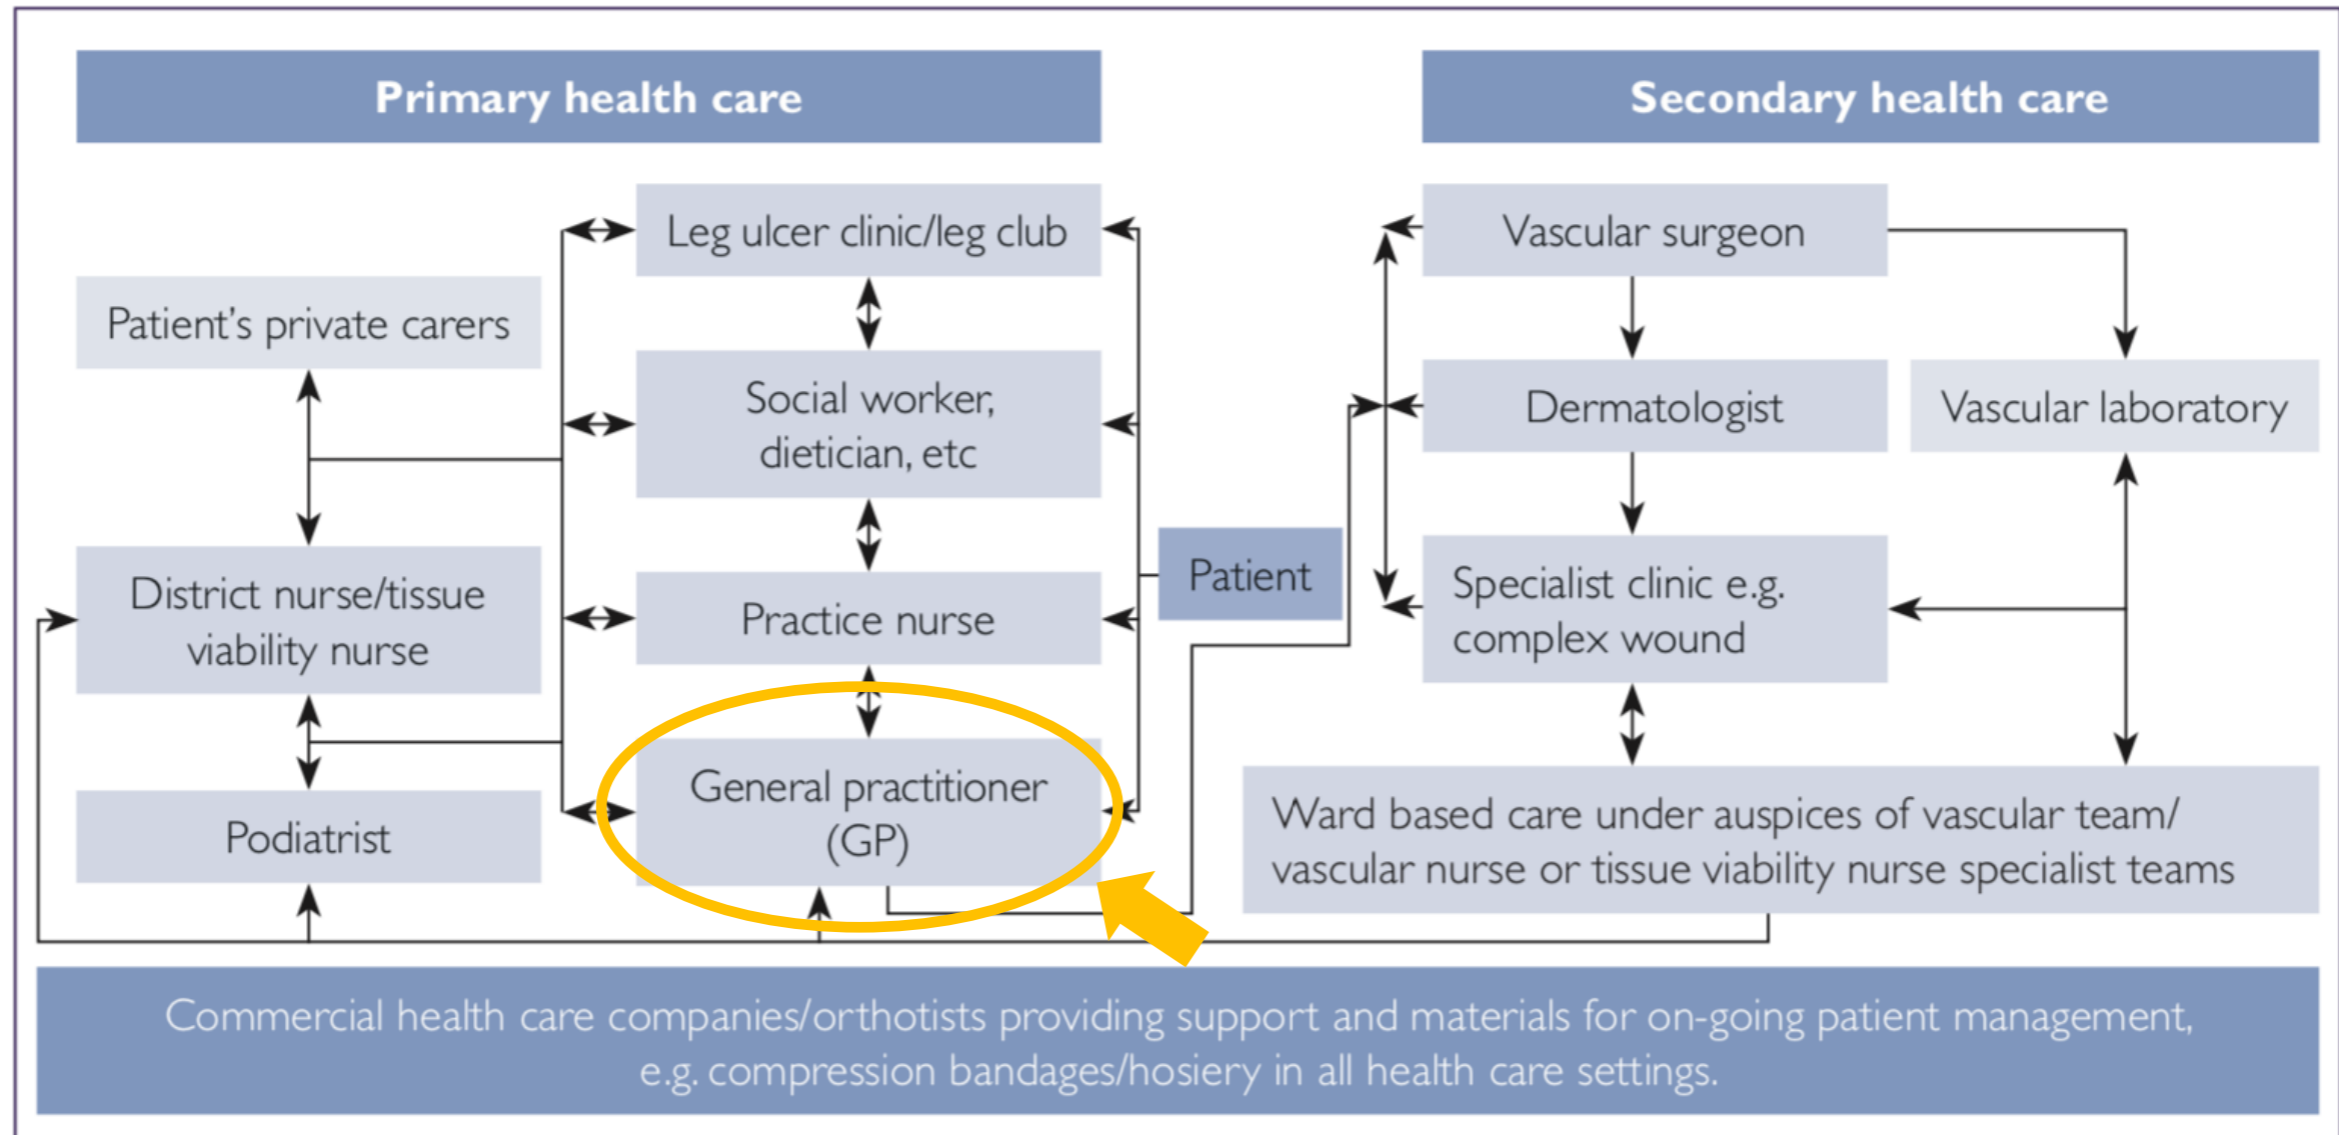 Primary health care
Secondary health care
Leg ulcer clinic/leg club
Vascular surgeon
Patient's private carers
Social worker,
dietician, etc
Dermatologist
Vascular laboratory
District nurse/tissue
viability nurse
Practice nurse
Patient
Specialist clinic e.g.
complex wound
General practitioner
(GP)
Podiatrist
Ward based care under auspices of vascular team/
vascular nurse or tissue viability nurse specialist teams
Commercial health care companies/orthotists providing support and materials for on-going patient management,
e.g. compression bandages/hosiery in all health care settings.